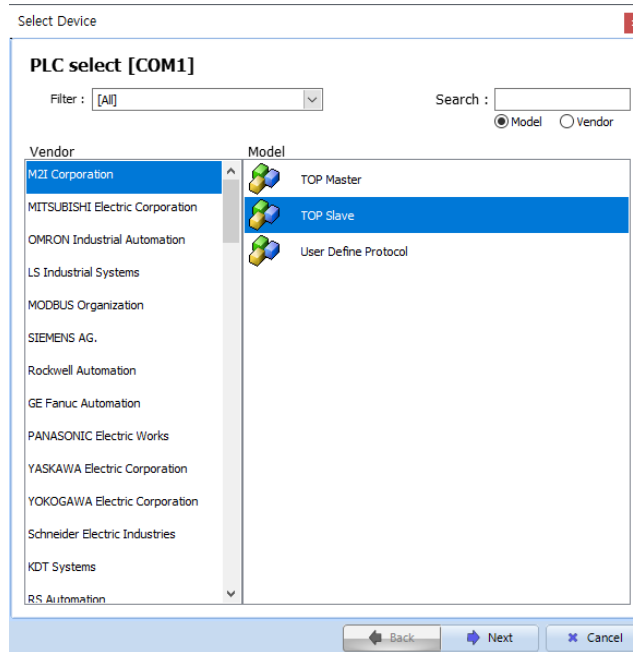 Select Device
PLC select [COM1]
Filter : [All]
Search :
Model Vendor
Vendor
M2I Corporation
MITSUBISHI Electric Corporation
OMRON Industrial Automation
LS Industrial Systems
MODBUS Organization
SIEMENS AG.
Rockwell Automation
GE Fanuc Automation
PANASONIC Electric Works
YASKAWA Electric Corporation
YOKOGAWA Electric Corporation
Schneider Electric Industries
KDT Systems
RS Automation
Model
TOP Master
TOP Slave
User Define Protocol
Back Next Cancel